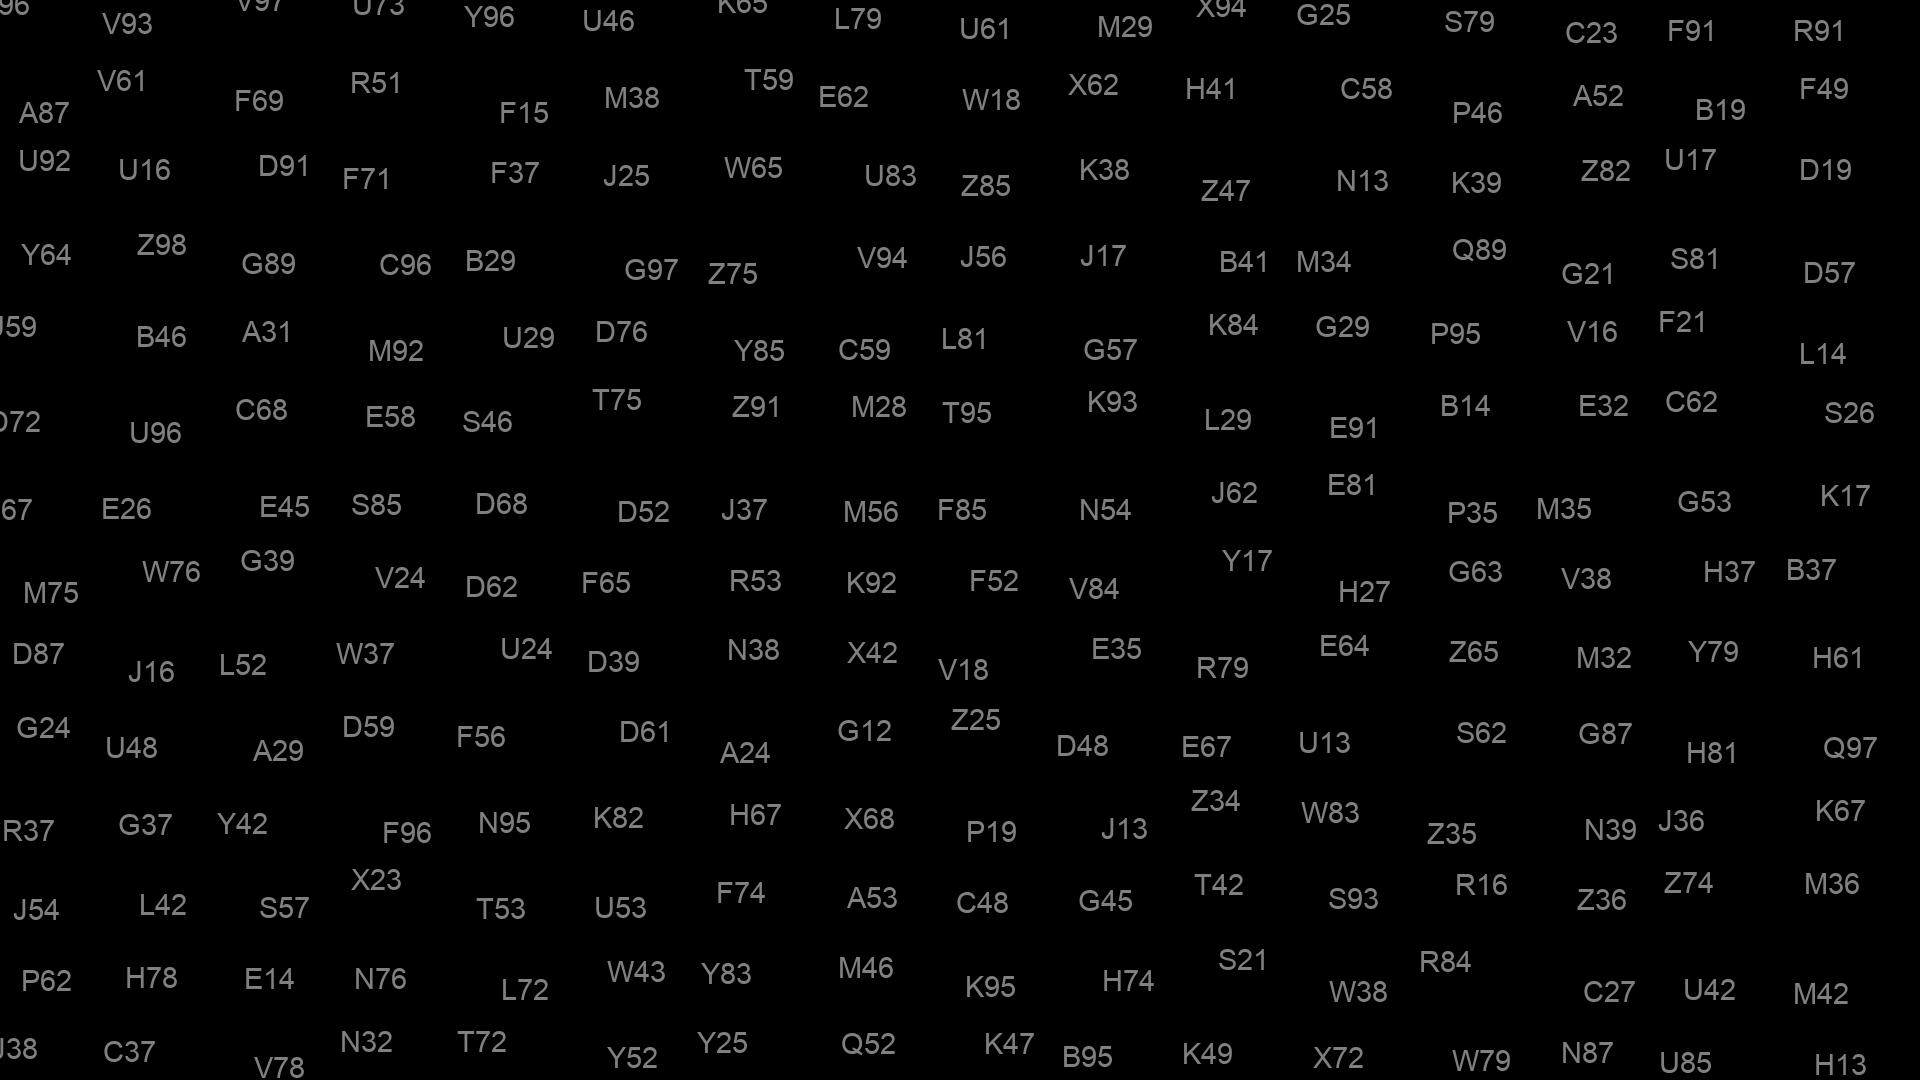 V93 V97 U73 Y96 U46 K65 L79 U61 M29 X94 G25 S79 C23 F91 R91
A87 V61 F69 R51 F15 M38 T59 E62 W18 X62 H41 C58 P46 A52 B19 F49
U92 U16 D91 F71 F37 J25 W65 U83 Z85 K38 Z47 N13 K39 Z82 U17 D19
Y64 Z98 G89 C96 B29 G97 Z75 V94 J56 J17 B41 M34 Q89 G21 S81 D57
B46 A31 M92 U29 D76 Y85 C59 L81 G57 K84 G29 P95 V16 F21 L14
U96 C68 E58 S46 T75 Z91 M28 T95 K93 L29 E91 B14 E32 C62 S26
E26 E45 S85 D68 D52 J37 M56 F85 N54 J62 E81 P35 M35 G53 K17
M75 W76 G39 V24 D62 F65 R53 K92 F52 V84 Y17 H27 G63 V38 H37 B37
D87 J16 L52 W37 U24 D39 N38 X42 V18 E35 R79 E64 Z65 M32 Y79 H61
G24 U48 A29 D59 F56 D61 A24 G12 Z25 D48 E67 U13 S62 G87 H81 Q97
R37 G37 Y42 F96 N95 K82 H67 X68 P19 J13 Z34 W83 Z35 N39 J36 K67
J54 L42 S57 X23 T53 U53 F74 A53 C48 G45 T42 S93 R16 Z36 Z74 M36
P62 H78 E14 N76 L72 W43 Y83 M46 K95 H74 S21 W38 R84 C27 U42 M42
C37 V78 N32 T72 Y52 Y25 Q52 K47 B95 K49 X72 W79 N87 U85 H13